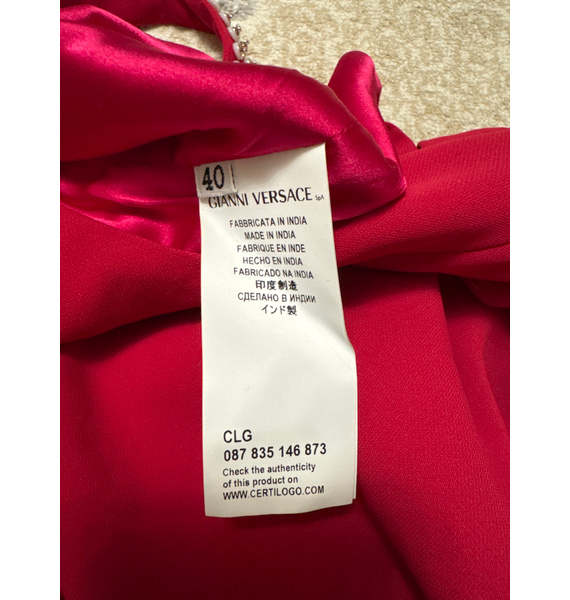 40
GIANNI VERSACE SpA
FABBRICATA IN INDIA
MADE IN INDIA
FABRIQUE EN INDE
HECHO EN INDIA
FABRICADO NA INDIA
印度制造
СДЕЛАНО В ИНДИИ
インド製
CLG
087 835 146 873
Check the authenticity
of this product on
WWW.CERTILOGO.COM